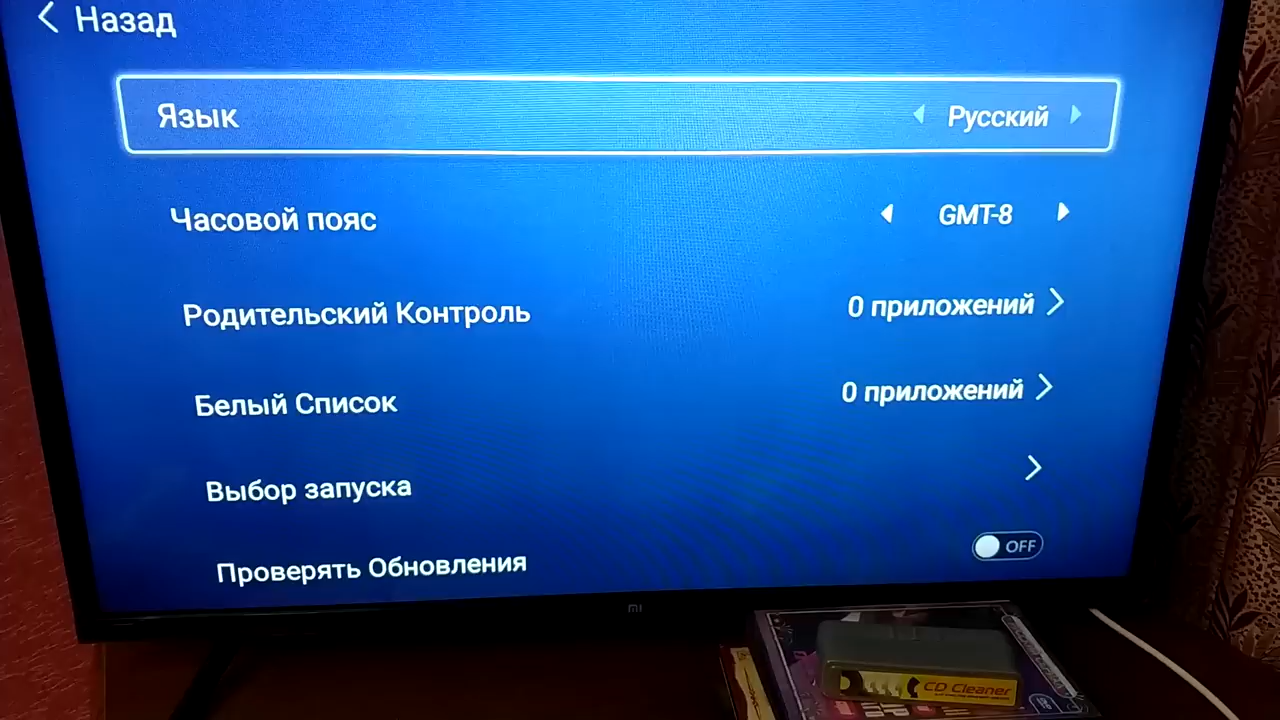 Назад
Язык
Русский
Часовой пояс
GMT-8
Родительский Контроль
0 приложений
Белый Список
0 приложений
Выбор запуска
Проверять Обновления
OFF
mi
CD Cleaner